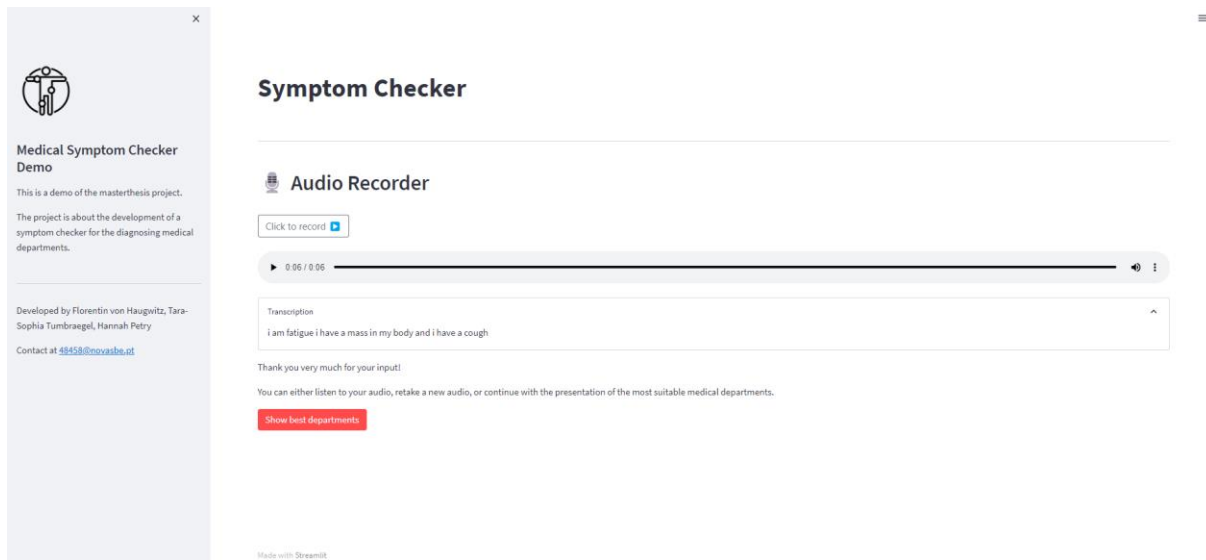 Medical Symptom Checker
Demo
This is a demo of the masterthesis project.
The project is about the development of a
symptom checker for the diagnosing medical
departments.
Developed by Florentin von Haugwitz, Tara-
Sophia Tumbraegel, Hannah Petry
Contact at 48458@novasbe.pt
Symptom Checker
Audio Recorder
Click to record
0:06 / 0:06
Transcription
i am fatigue i have a mass in my body and i have a cough
Thank you very much for your input!
You can either listen to your audio, retake a new audio, or continue with the presentation of the most suitable medical departments.
Show best departments
Made with Streamlit